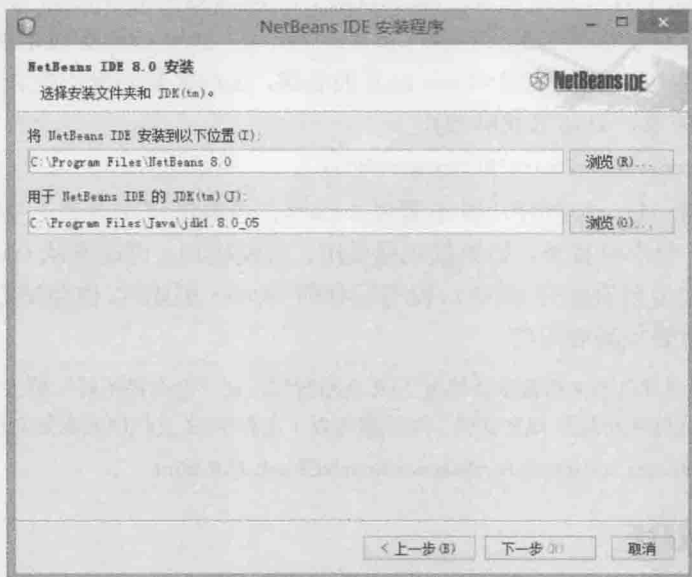 NetBeans IDE 安装程序
NetBeans IDE 8.0 安装
选择安装文件夹和 JDK(tm)。
NetBeans IDE
将 NetBeans IDE 安装到以下位置(I):
C:\Program Files\NetBeans 8.0
浏览(R)...
用于 NetBeans IDE 的 JDK(tm)(J):
C:\Program Files\Java\jdk1.8.0_05
浏览(O)...
< 上一步(B)
下一步(N) >
取消